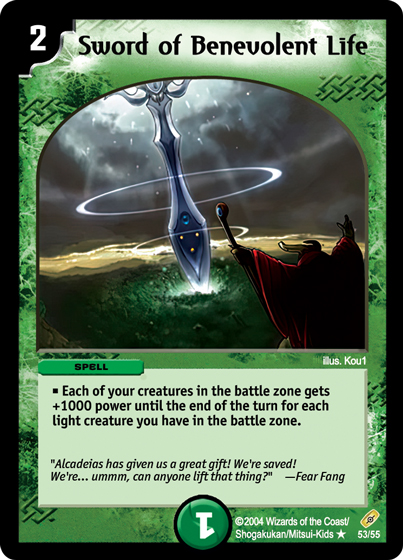 2
Sword of Benevolent Life
illus. Kou1
SPELL
▪ Each of your creatures in the battle zone gets
+1000 power until the end of the turn for each
light creature you have in the battle zone.
"Alcadeias has given us a great gift! We're saved!
We're... ummm, can anyone lift that thing?" —Fear Fang
1
©2004 Wizards of the Coast/
Shogakukan/Mitsui-Kids ★ 53/55